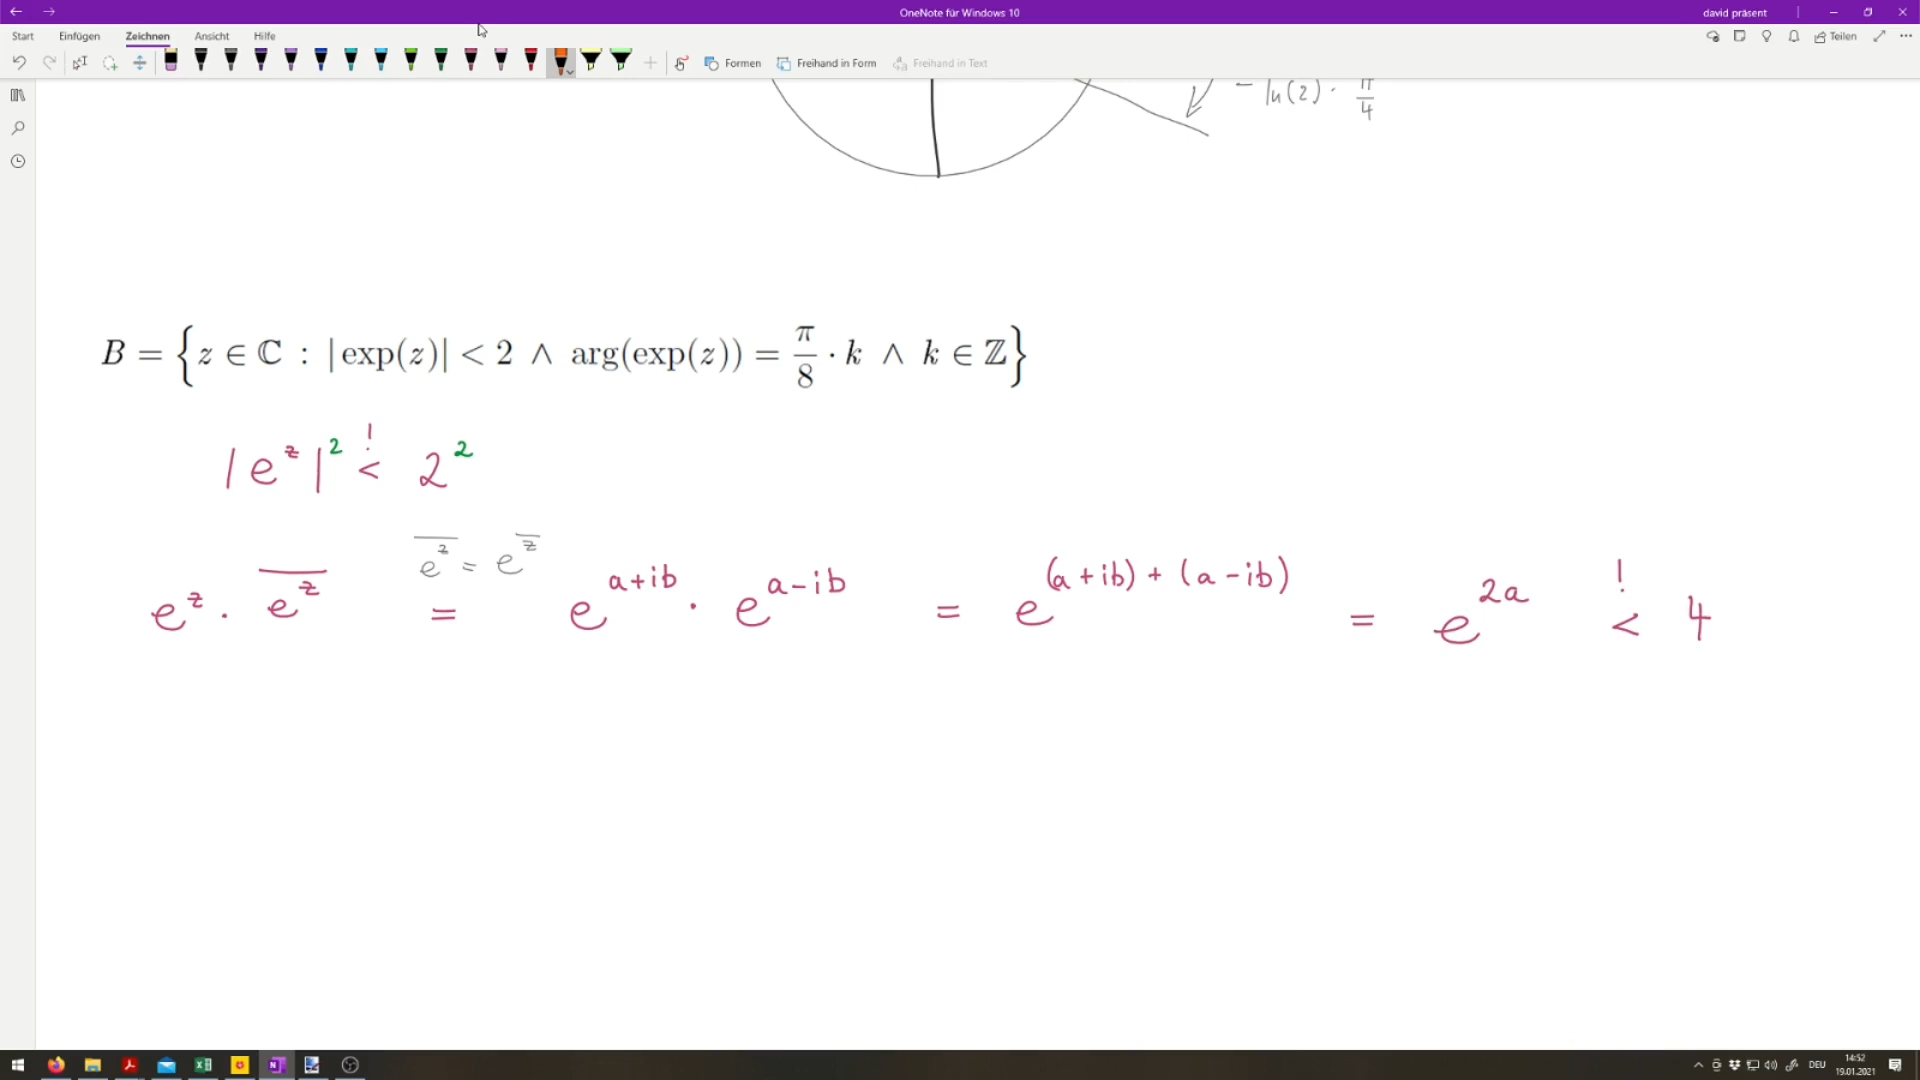 OneNote für Windows 10
david präsent
Start Einfügen Zeichnen Ansicht Hilfe
Teilen
Formen Freihand in Form Freihand in Text
- ln(2) · π/4
B = {z ∈ ℂ : |exp(z)| < 2 ∧ arg(exp(z)) = π/8 · k ∧ k ∈ ℤ}
|e^z|^2 <^! 2^2
\overline{e^z} = e^{\overline{z}}
e^z · \overline{e^z} = e^{a+ib} · e^{a-ib} = e^{(a+ib)+(a-ib)} = e^{2a} <^! 4
DEU
14:52
19.01.2021